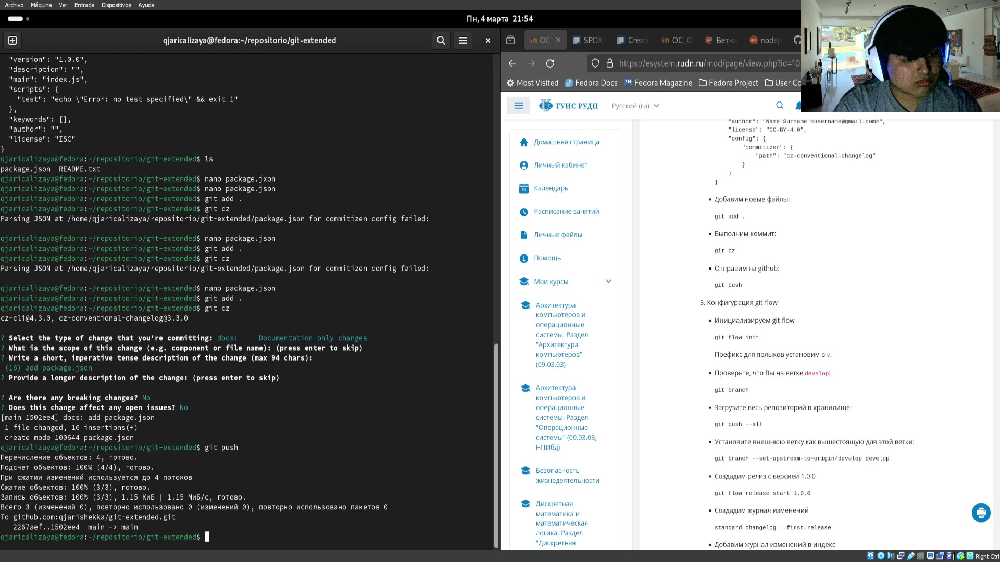 Archivo Máquina Ver Entrada Dispositivos Ayuda
Пн, 4 марта 21:54
qjaricalizaya@fedora:~/repositorio/git-extended
"version": "1.0.0",
"description": "",
"main": "index.js",
"scripts": {
"test": "echo \"Error: no test specified\" && exit 1"
},
"keywords": [],
"author": "",
"license": "ISC"
}
qjaricalizaya@fedora:~/repositorio/git-extended$ ls
package.json README.txt
qjaricalizaya@fedora:~/repositorio/git-extended$ nano package.jxon
qjaricalizaya@fedora:~/repositorio/git-extended$ nano package.json
qjaricalizaya@fedora:~/repositorio/git-extended$ git add .
qjaricalizaya@fedora:~/repositorio/git-extended$ git cz
Parsing JSON at /home/qjaricalizaya/repositorio/git-extended/package.json for commitizen config failed:
qjaricalizaya@fedora:~/repositorio/git-extended$ nano package.json
qjaricalizaya@fedora:~/repositorio/git-extended$ git add .
qjaricalizaya@fedora:~/repositorio/git-extended$ git cz
Parsing JSON at /home/qjaricalizaya/repositorio/git-extended/package.json for commitizen config failed:
qjaricalizaya@fedora:~/repositorio/git-extended$ nano package.json
qjaricalizaya@fedora:~/repositorio/git-extended$ git add .
qjaricalizaya@fedora:~/repositorio/git-extended$ git cz
cz-cli@4.3.0, cz-conventional-changelog@3.3.0
? Select the type of change that you're committing: docs: Documentation only changes
? What is the scope of this change (e.g. component or file name): (press enter to skip)
? Write a short, imperative tense description of the change (max 94 chars):
(16) add package.json
? Provide a longer description of the change: (press enter to skip)
? Are there any breaking changes? No
? Does this change affect any open issues? No
[main 1502ee4] docs: add package.json
1 file changed, 16 insertions(+)
create mode 100644 package.json
qjaricalizaya@fedora:~/repositorio/git-extended$ git push
Перечисление объектов: 4, готово.
Подсчет объектов: 100% (4/4), готово.
При сжатии изменений используется до 4 потоков
Сжатие объектов: 100% (3/3), готово.
Запись объектов: 100% (3/3), 1.15 КиБ | 1.15 МиБ/с, готово.
Всего 3 (изменений 0), повторно использовано 0 (изменений 0), повторно использовано пакетов 0
To github.com:qjarishekka/git-extended.git
2267aef..1502ee4 main -> main
qjaricalizaya@fedora:~/repositorio/git-extended$
OC_ SPDX Creati OC_0 Ветки nodej
https://esystem.rudn.ru/mod/page/view.php?id=10
Most Visited Fedora Docs Fedora Magazine Fedora Project User Co
ТУИС РУДН Русский (ru)
Домашняя страница
Личный кабинет
19 Календарь
Расписание занятий
Личные файлы
Помощь
Мои курсы
Архитектура
компьютеров и
операционные
системы. Раздел
"Архитектура
компьютеров"
(09.03.03)
Архитектура
компьютеров и
операционные
системы. Раздел
"Операционные
системы" (09.03.03,
НПИбд)
Безопасность
жизнедеятельности
Дискретная
математика и
математическая
логика. Раздел
"Дискретная
"author": "Name Surname <username@gmail.com>",
"license": "CC-BY-4.0",
"config": {
"commitizen": {
"path": "cz-conventional-changelog"
}
}
}
▪ Добавим новые файлы:
git add .
▪ Выполним коммит:
git cz
▪ Отправим на github:
git push
3. Конфигурация git-flow
▪ Инициализируем git-flow
git flow init
Префикс для ярлыков установим в v.
▪ Проверьте, что Вы на ветке develop:
git branch
▪ Загрузите весь репозиторий в хранилище:
git push --all
▪ Установите внешнюю ветку как вышестоящую для этой ветки:
git branch --set-upstream-to=origin/develop develop
▪ Создадим релиз с версией 1.0.0
git flow release start 1.0.0
▪ Создадим журнал изменений
standard-changelog --first-release
▪ Добавим журнал изменений в индекс
Right Ctrl